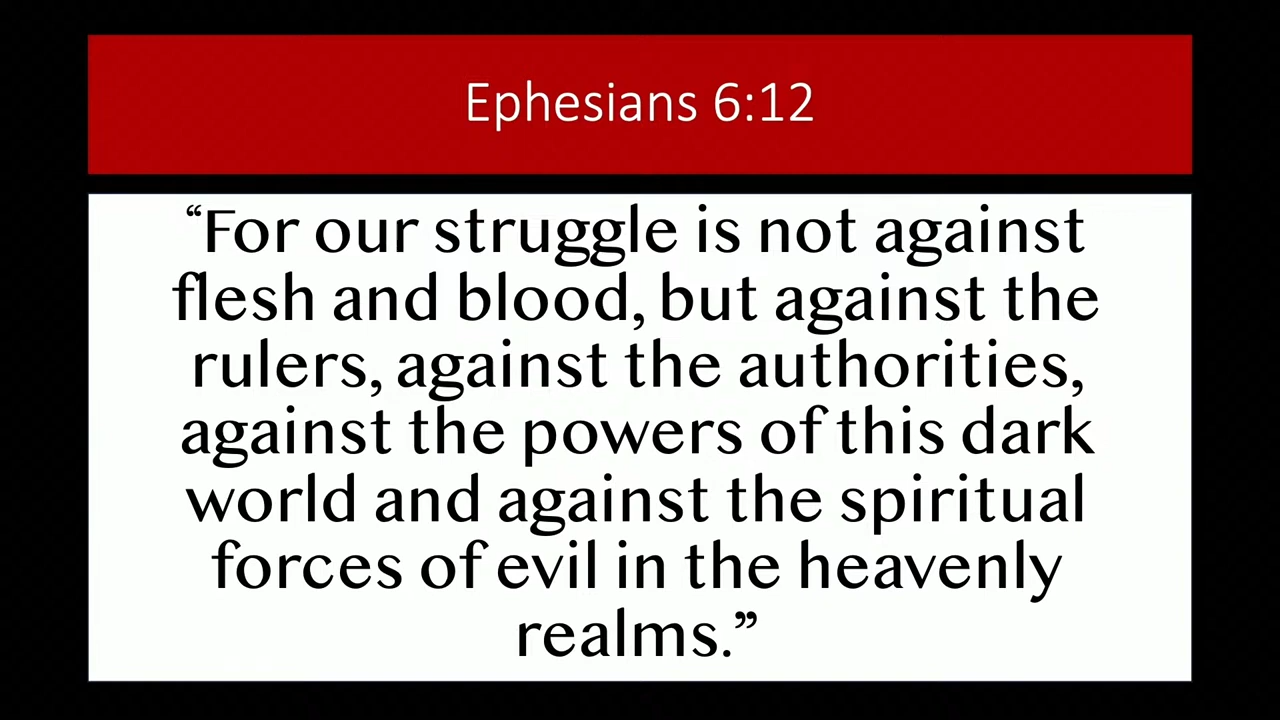 Ephesians 6:12
“For our struggle is not against
flesh and blood, but against the
rulers, against the authorities,
against the powers of this dark
world and against the spiritual
forces of evil in the heavenly
realms.”